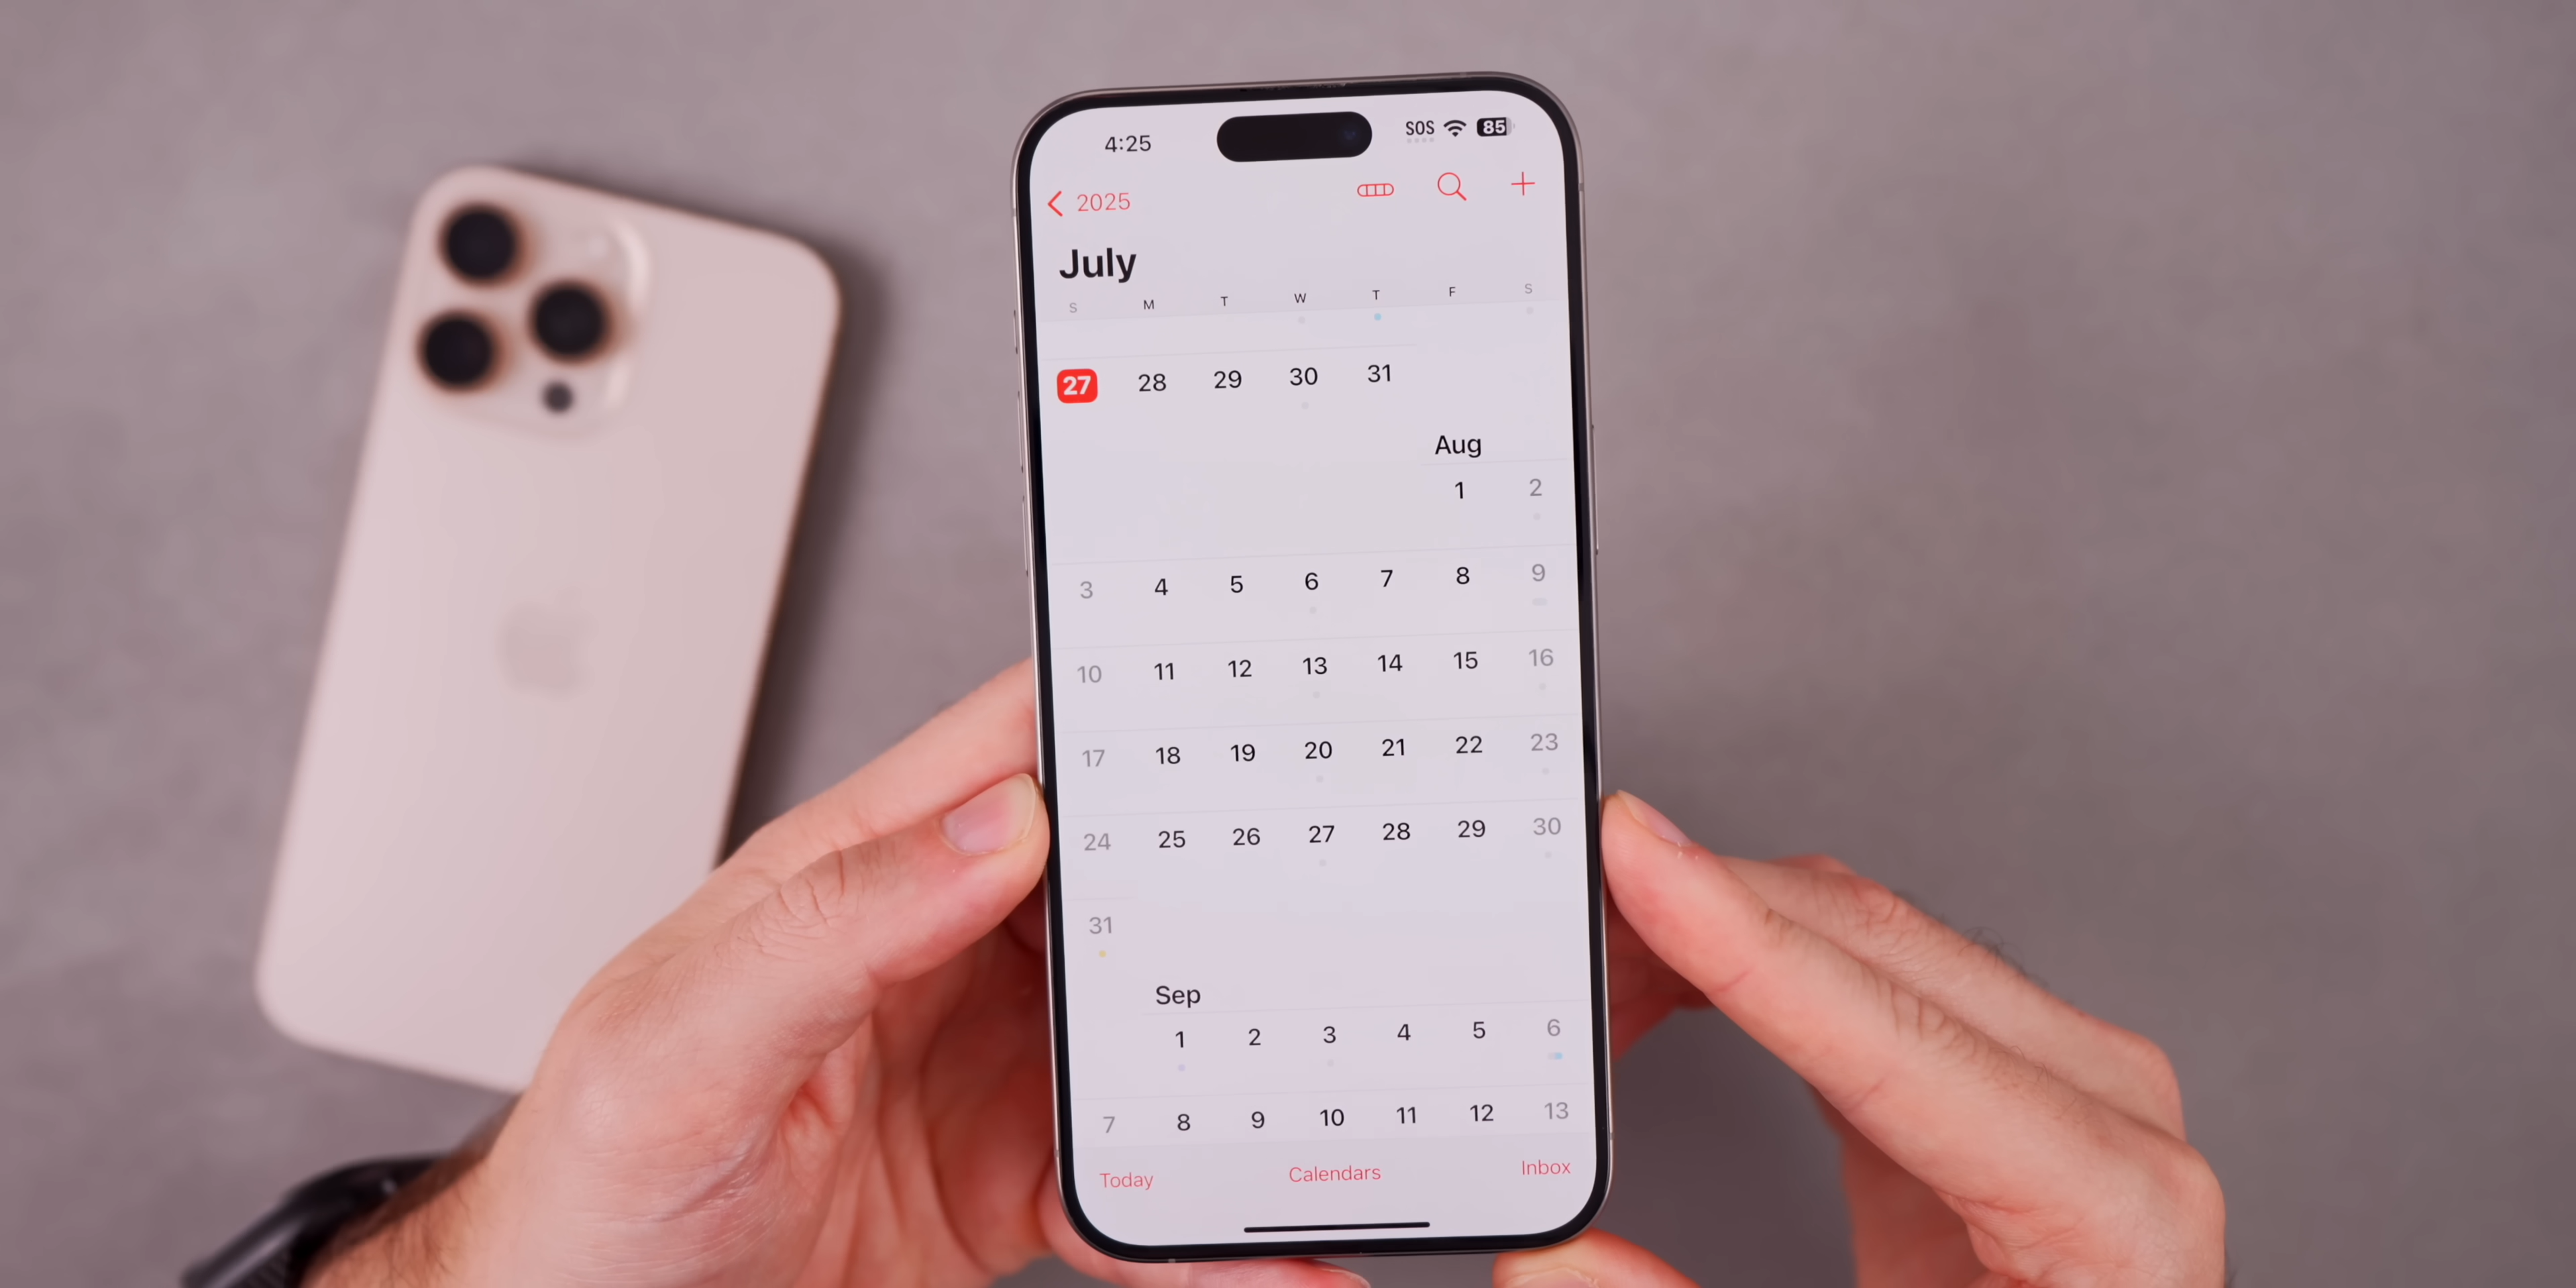 4:25 SOS 85
2025
July
S M T W T F S
27 28 29 30 31
Aug
1 2
3 4 5 6 7 8 9
10 11 12 13 14 15 16
17 18 19 20 21 22 23
24 25 26 27 28 29 30
31
Sep
1 2 3 4 5 6
7 8 9 10 11 12 13
Today Calendars Inbox